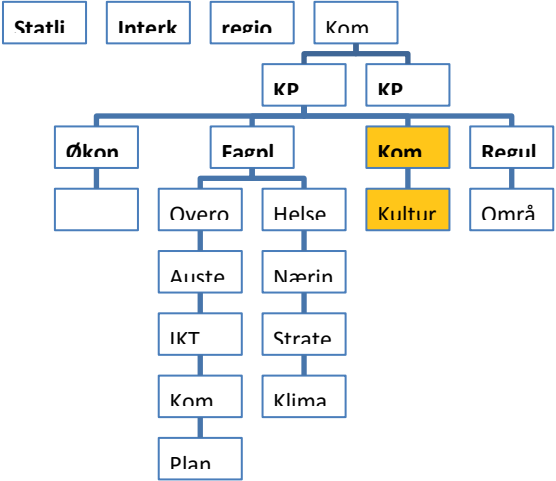 Statli
Interk
regio
Kom
KP
KP
Økon
Fagpl
Kom
Regul
Overo
Helse
Kultur
Områ
Auste
Nærin
IKT
Strate
Kom
Klima
Plan